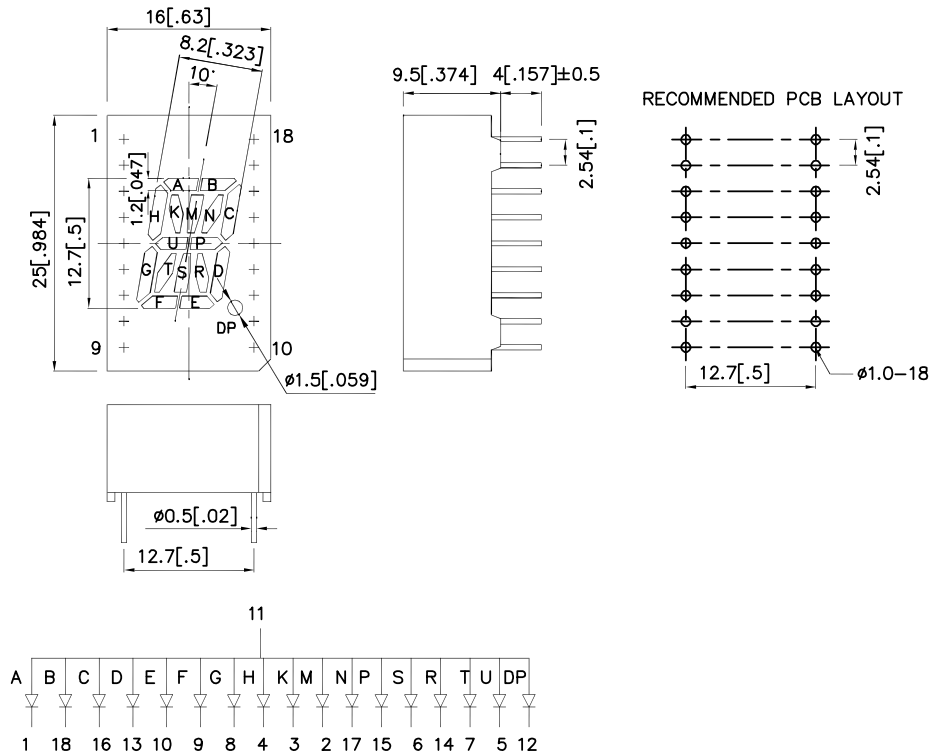 16[.63]
8.2[.323]
10°
9.5[.374] 4[.157]±0.5
RECOMMENDED PCB LAYOUT
1 18
2.54[.1]
2.54[.1]
1.2[.047]
A B
H K M N C
12.7[.5]
25[.984]
U P
G T S R D
F E
DP
9 10
ø1.5[.059]
12.7[.5]
ø1.0-18
ø0.5[.02]
12.7[.5]
11
A B C D E F G H K M N P S R T U DP
1 18 16 13 10 9 8 4 3 2 17 15 6 14 7 5 12